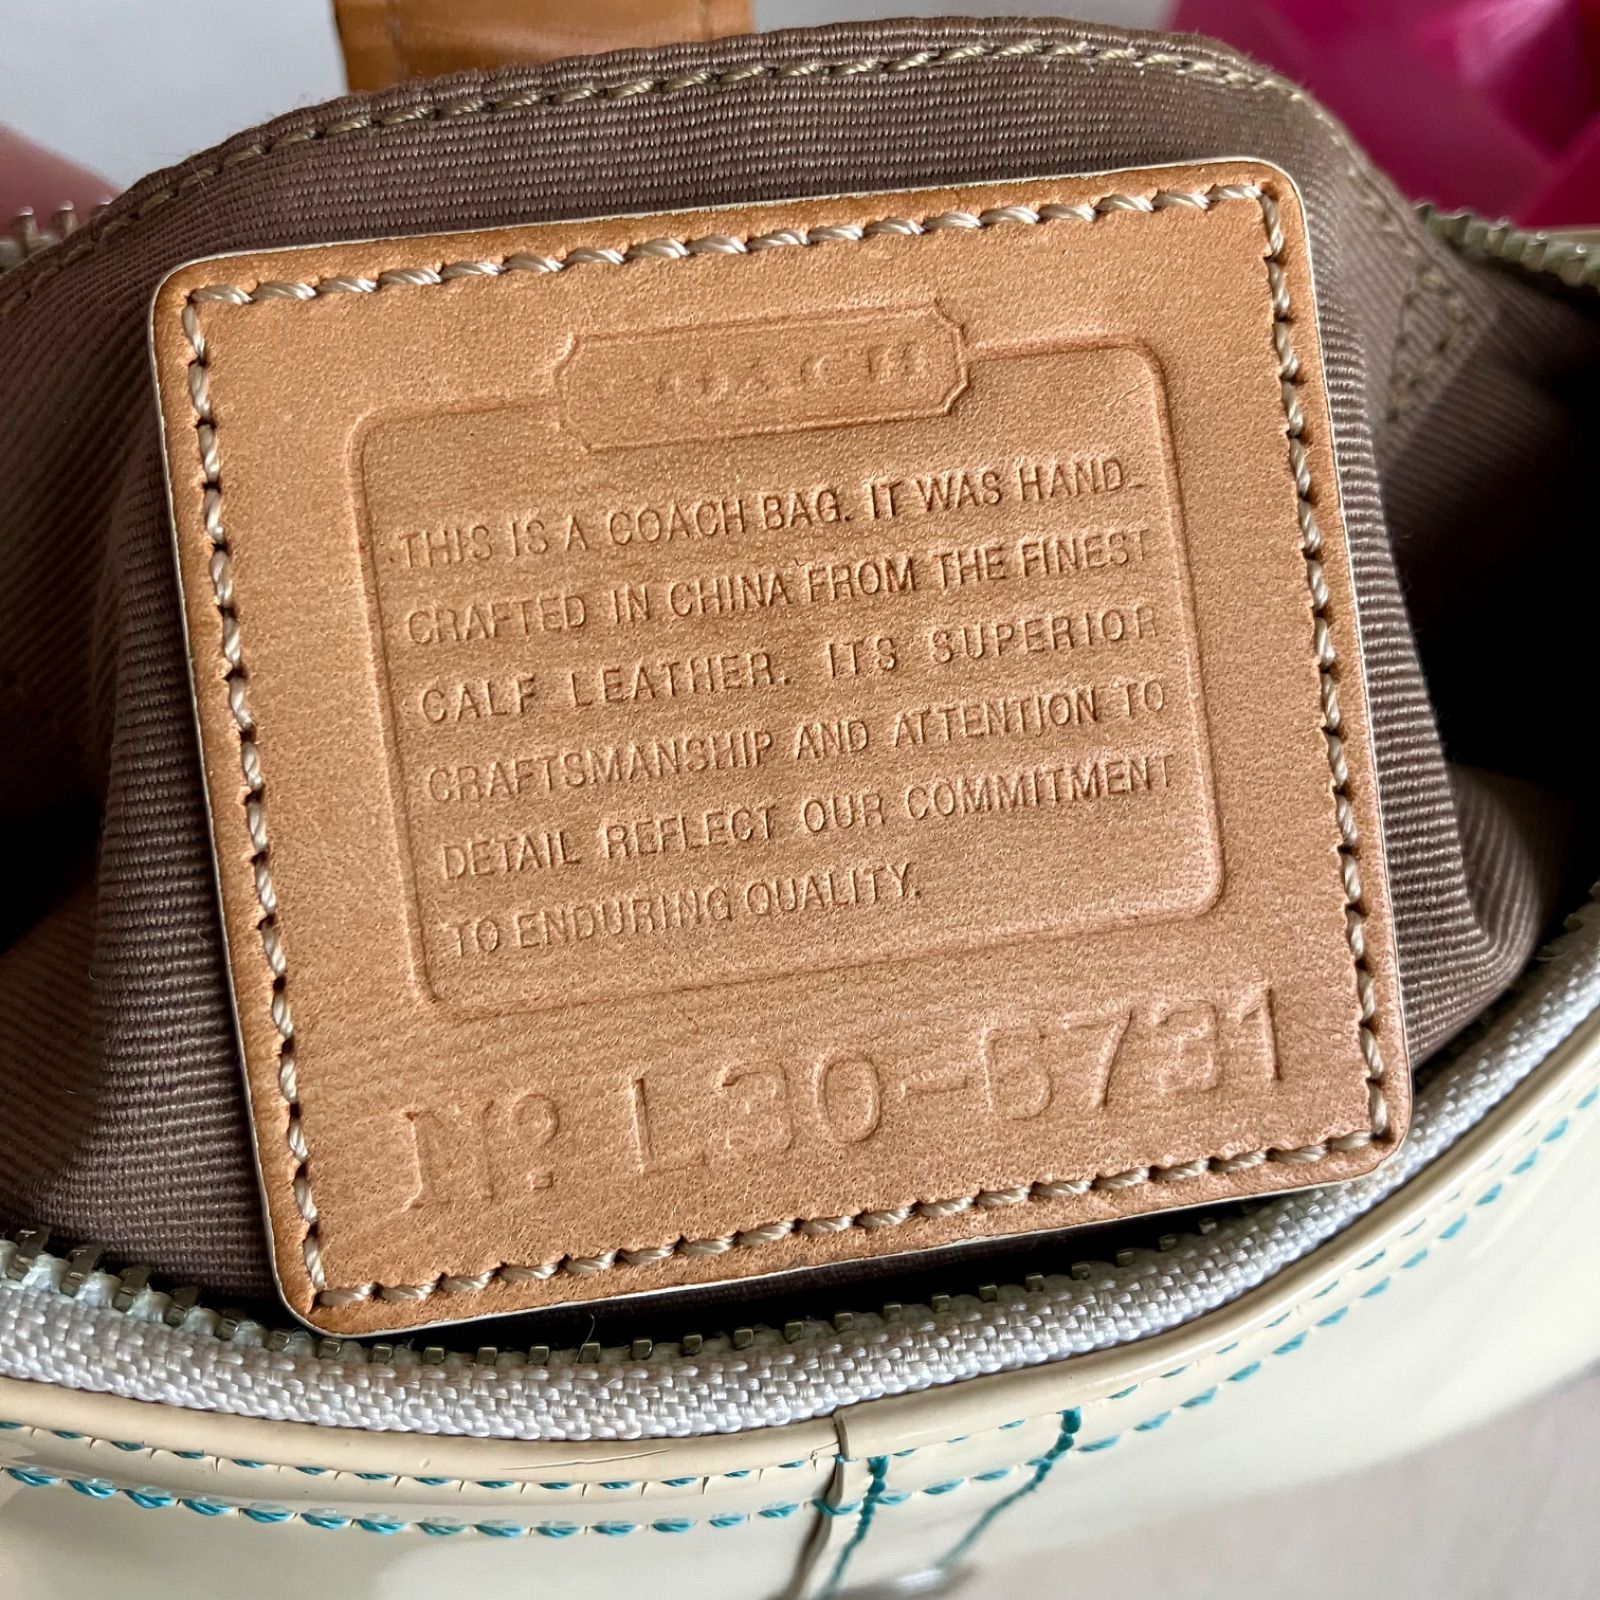 COACH
THIS IS A COACH BAG. IT WAS HAND-
CRAFTED IN CHINA FROM THE FINEST
CALF LEATHER. ITS SUPERIOR
CRAFTSMANSHIP AND ATTENTION TO
DETAIL REFLECT OUR COMMITMENT
TO ENDURING QUALITY.
Nº L30-6731